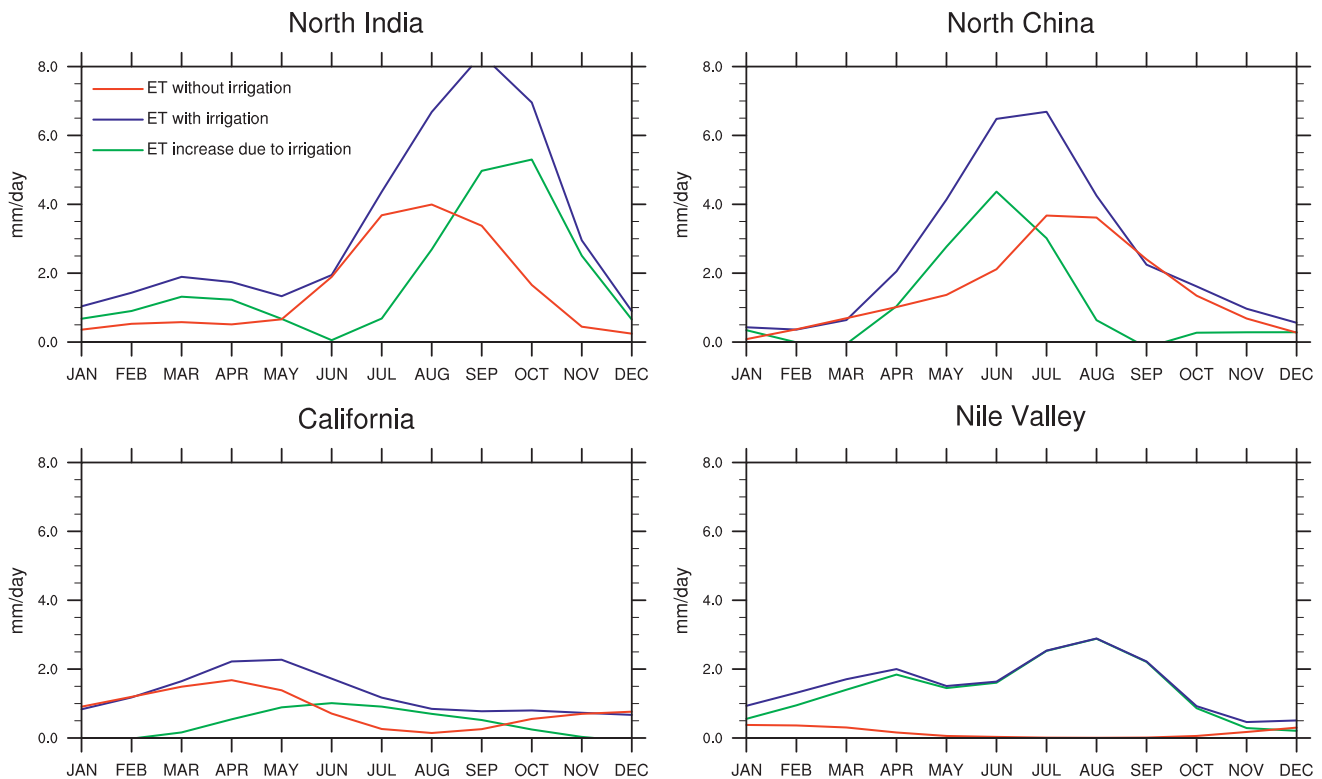 North India
mm/day
8.0
6.0
4.0
2.0
0.0
ET without irrigation
ET with irrigation
ET increase due to irrigation
JAN FEB MAR APR MAY JUN JUL AUG SEP OCT NOV DEC
North China
mm/day
8.0
6.0
4.0
2.0
0.0
JAN FEB MAR APR MAY JUN JUL AUG SEP OCT NOV DEC
California
mm/day
8.0
6.0
4.0
2.0
0.0
JAN FEB MAR APR MAY JUN JUL AUG SEP OCT NOV DEC
Nile Valley
mm/day
8.0
6.0
4.0
2.0
0.0
JAN FEB MAR APR MAY JUN JUL AUG SEP OCT NOV DEC